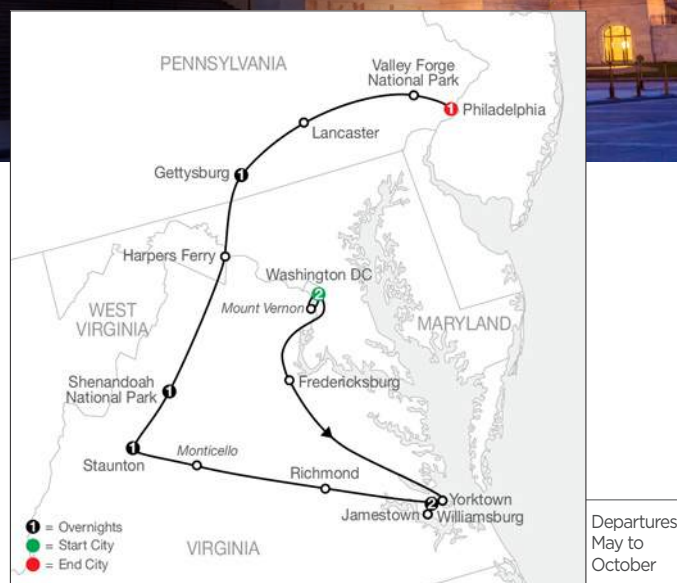 PENNSYLVANIA
Valley Forge
National Park
1 Philadelphia
Lancaster
Gettysburg 1
Harpers Ferry
Washington DC
2
Mount Vernon
WEST
VIRGINIA
MARYLAND
Shenandoah
National Park 1
Fredericksburg
1
Staunton
Monticello
Richmond
2 Yorktown
Jamestown Williamsburg
1 = Overnights
= Start City
= End City
VIRGINIA
Departures
May to
October